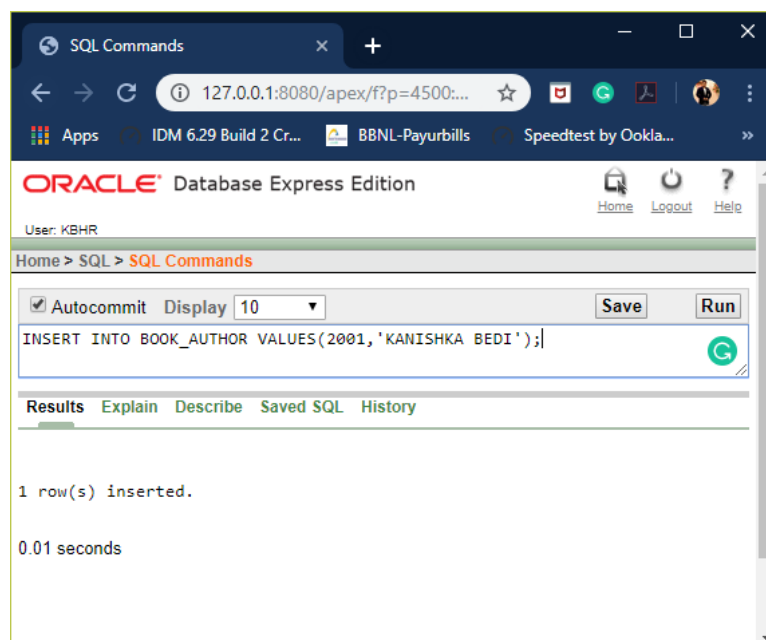 SQL Commands
127.0.0.1:8080/apex/f?p=4500:...
Apps IDM 6.29 Build 2 Cr... BBNL-Payurbills Speedtest by Ookla... »
ORACLE® Database Express Edition
Home Logout Help
User: KBHR
Home > SQL > SQL Commands
Autocommit Display 10 Save Run
INSERT INTO BOOK_AUTHOR VALUES(2001,'KANISHKA BEDI');
Results Explain Describe Saved SQL History
1 row(s) inserted.
0.01 seconds